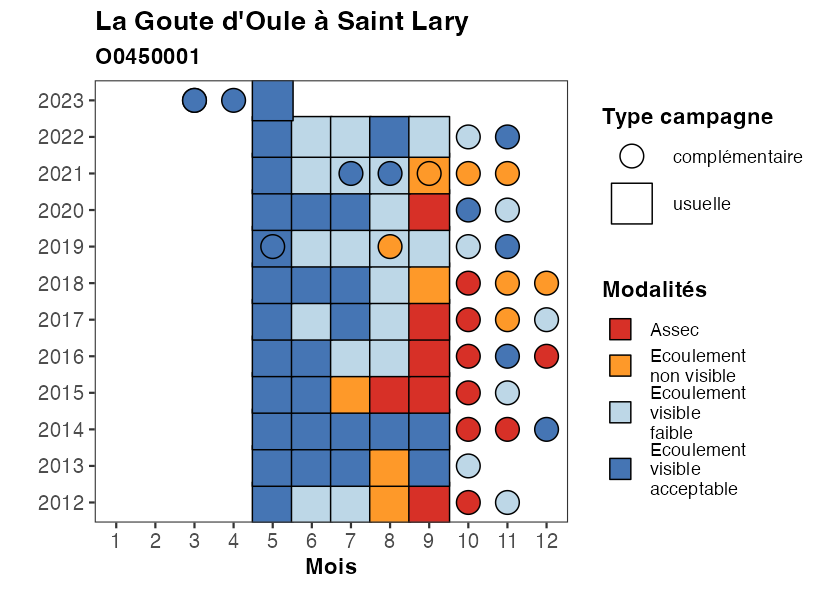 La Goute d'Oule à Saint Lary
O0450001
2023
2022
2021
2020
2019
2018
2017
2016
2015
2014
2013
2012
1 2 3 4 5 6 7 8 9 10 11 12
Mois
Type campagne
complémentaire
usuelle
Modalités
Assec
Ecoulement
non visible
Ecoulement
visible
faible
Ecoulement
visible
acceptable